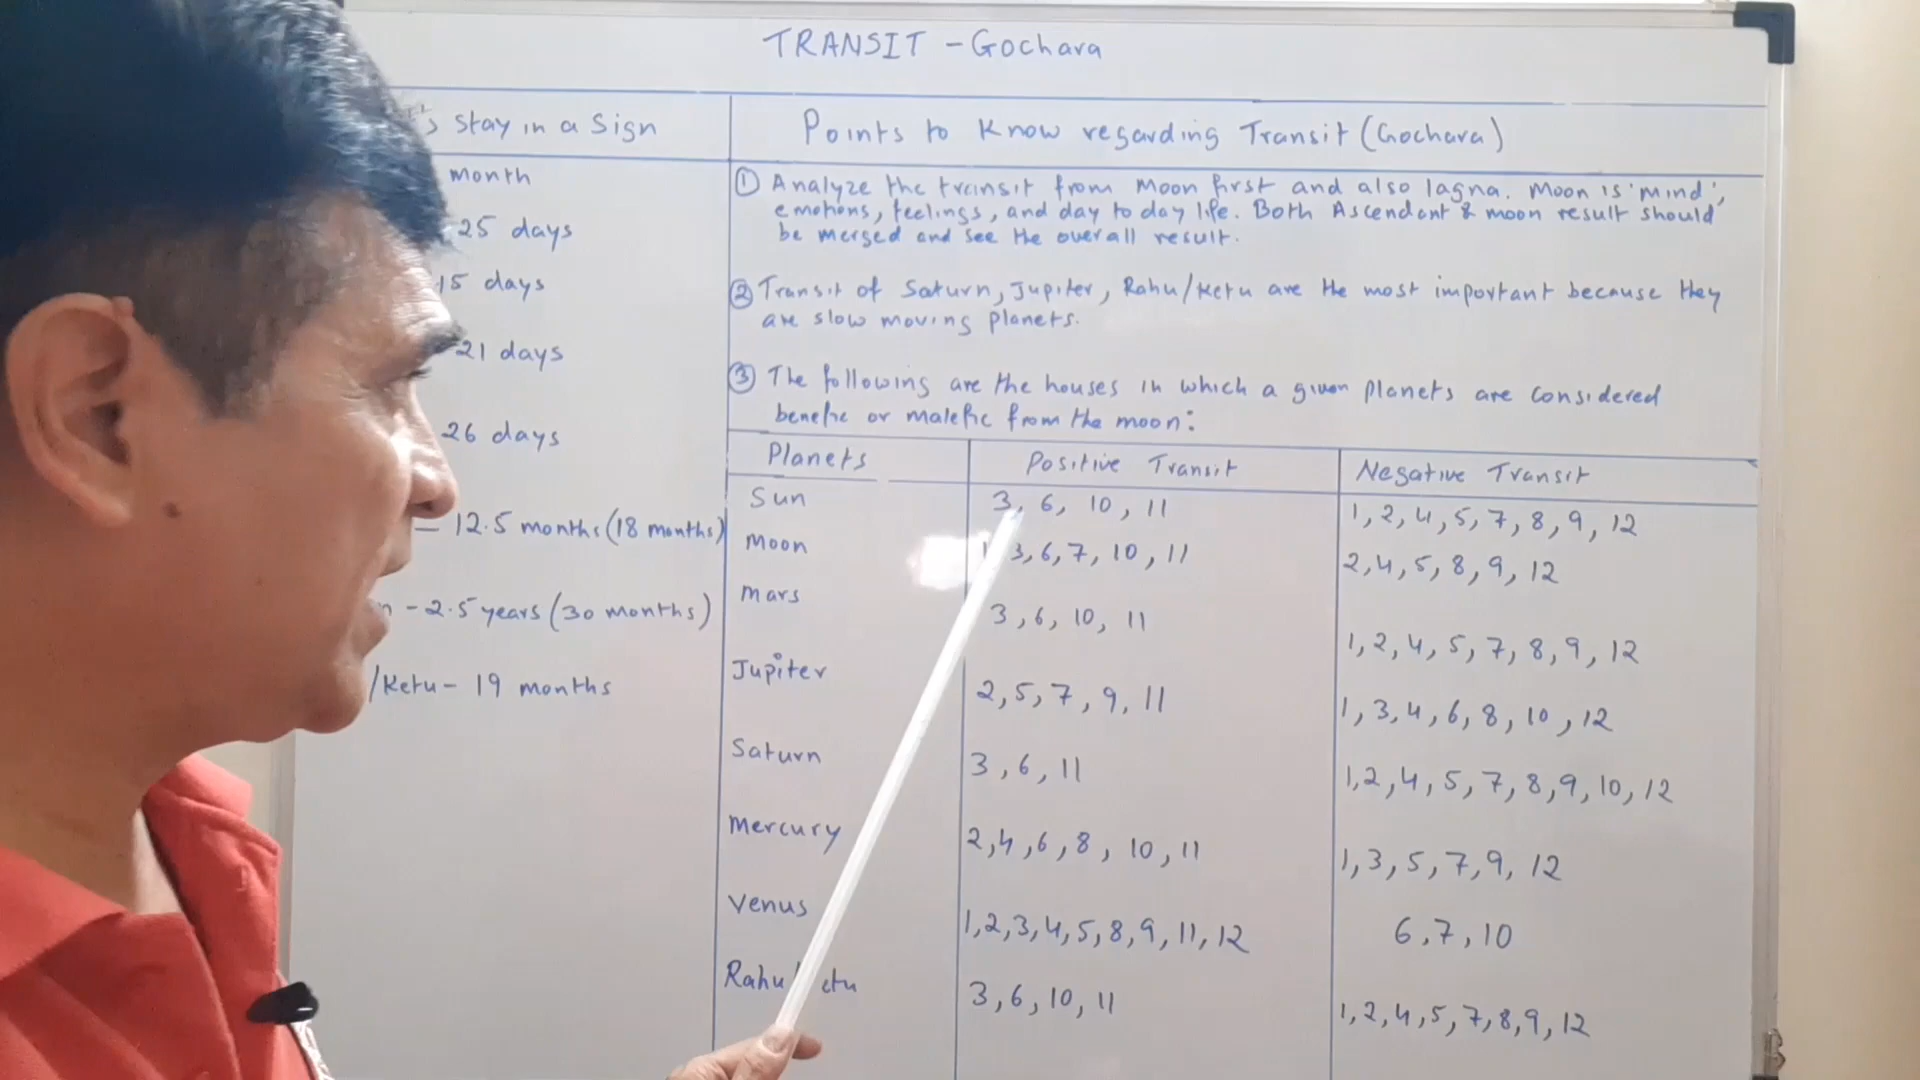 TRANSIT - Gochara
's stay in a Sign
month
25 days
15 days
21 days
26 days
= 12.5 months (18 months)
n - 2.5 years (30 months)
/Ketu - 19 months
Points to Know regarding Transit (Gochara)
① Analyze the transit from Moon first and also lagna. Moon is 'mind',
emotions, feelings, and day to day life. Both Ascendant & moon result should
be merged and see the overall result.
② Transit of Saturn, Jupiter, Rahu/Ketu are the most important because they
are slow moving planets.
③ The following are the houses in which a given planets are considered
benefic or malefic from the moon:
Planets Positive Transit Negative Transit
Sun 3, 6, 10, 11 1, 2, 4, 5, 7, 8, 9, 12
Moon 1 3, 6, 7, 10, 11 2, 4, 5, 8, 9, 12
Mars 3, 6, 10, 11 1, 2, 4, 5, 7, 8, 9, 12
Jupiter 2, 5, 7, 9, 11 1, 3, 4, 6, 8, 10, 12
Saturn 3, 6, 11 1, 2, 4, 5, 7, 8, 9, 10, 12
Mercury 2, 4, 6, 8, 10, 11 1, 3, 5, 7, 9, 12
Venus 1, 2, 3, 4, 5, 8, 9, 11, 12 6, 7, 10
Rahu/ etu 3, 6, 10, 11 1, 2, 4, 5, 7, 8, 9, 12